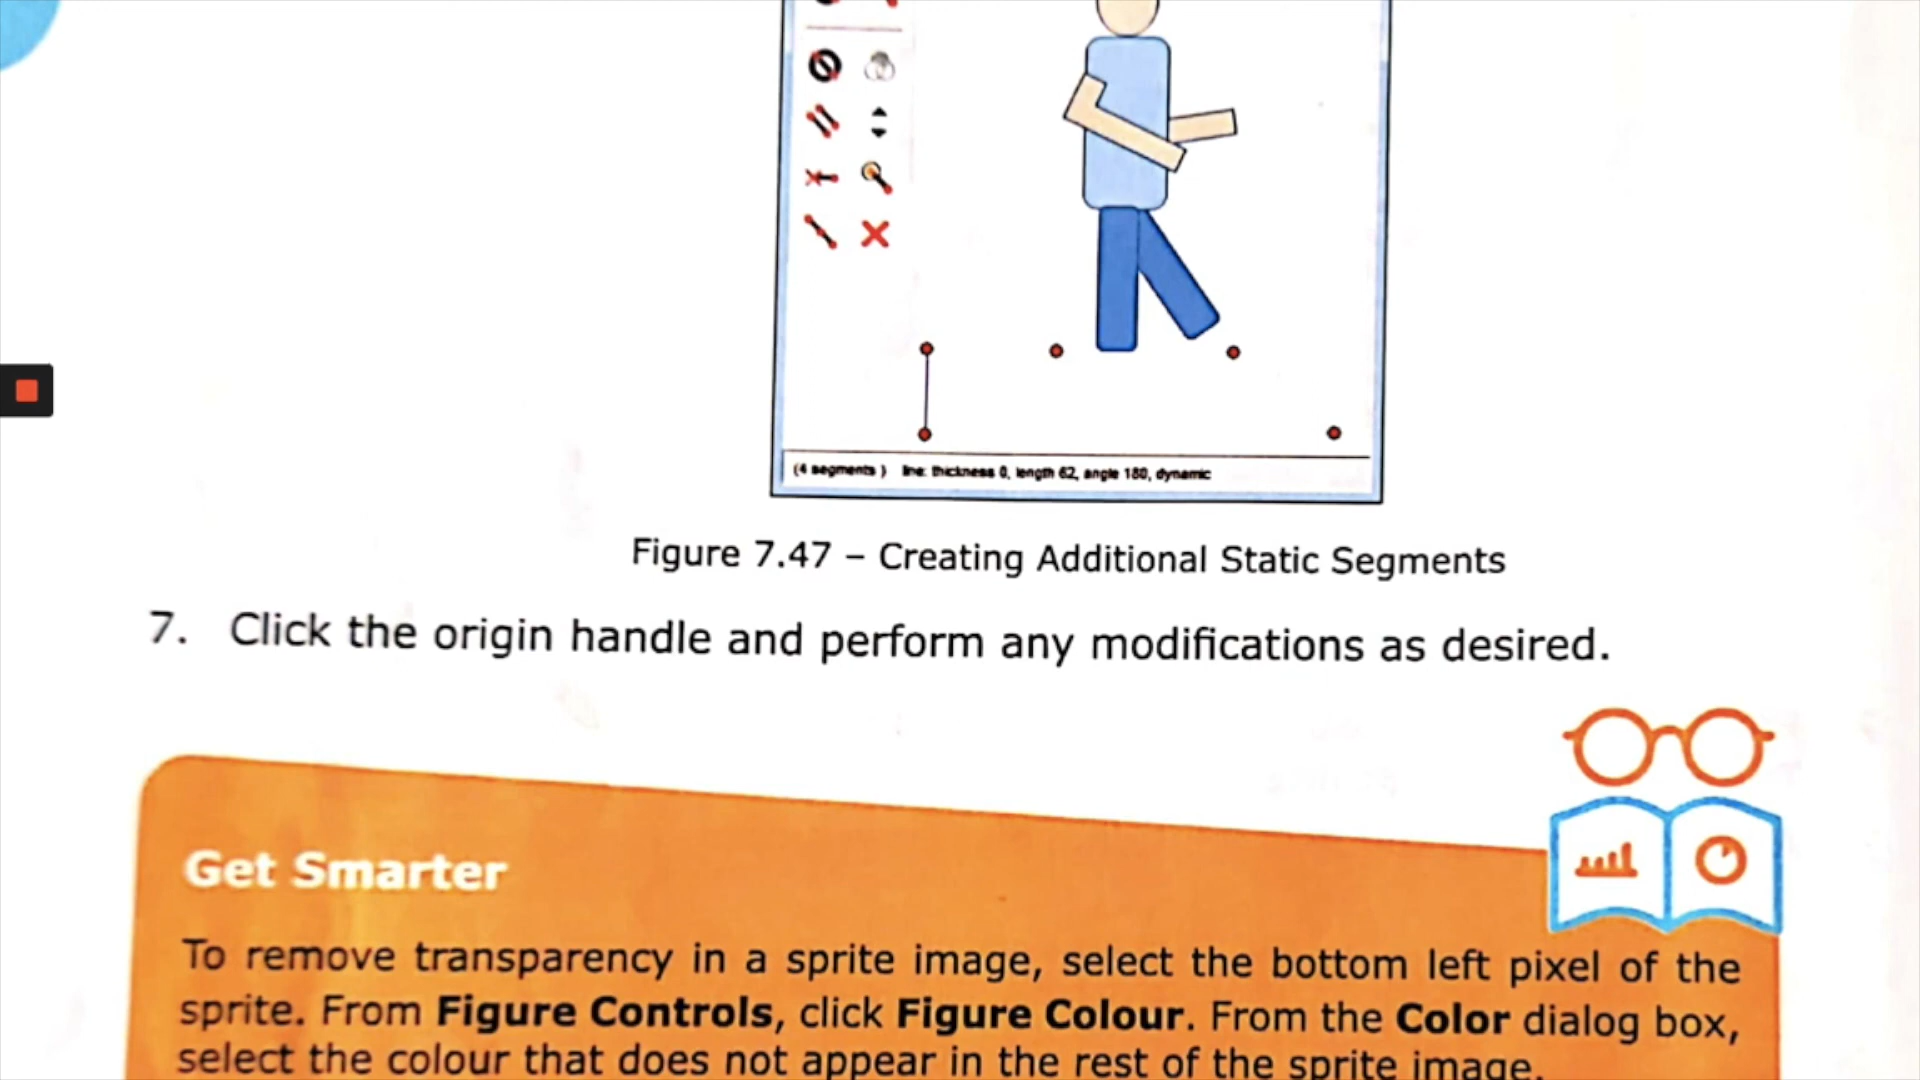 (4 segments) line: thickness 0, length 62, angle 180, dynamic
Figure 7.47 – Creating Additional Static Segments
7. Click the origin handle and perform any modifications as desired.
Get Smarter
To remove transparency in a sprite image, select the bottom left pixel of the
sprite. From Figure Controls, click Figure Colour. From the Color dialog box,
select the colour that does not appear in the rest of the sprite image.